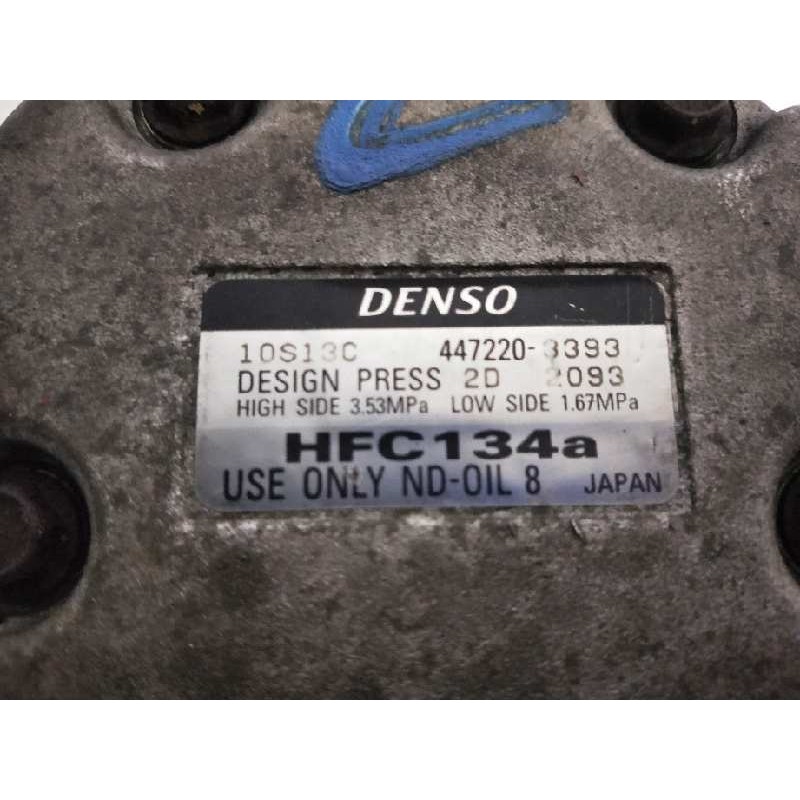 DENSO
10S13C 447220-3393
DESIGN PRESS 2D 2093
HIGH SIDE 3.53MPa LOW SIDE 1.67MPa
HFC134a
USE ONLY ND-OIL 8 JAPAN